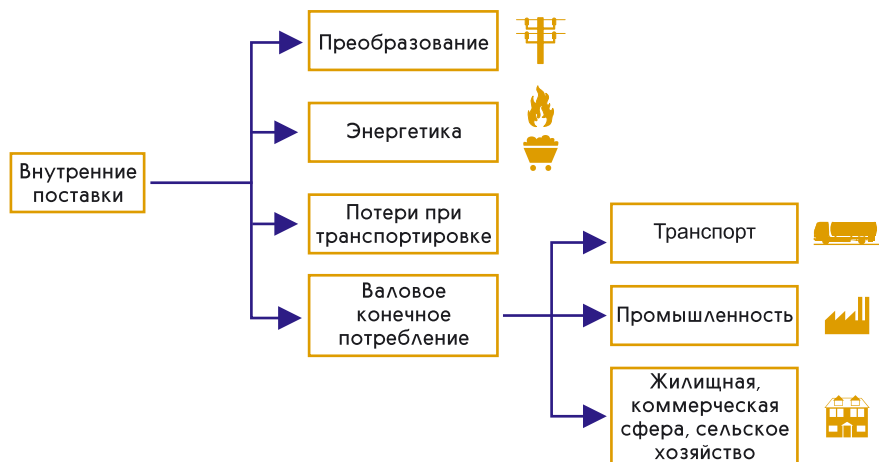 Преобразование
Энергетика
Внутренние
поставки
Потери при
транспортировке
Валовое
конечное
потребление
Транспорт
Промышленность
Жилищная,
коммерческая
сфера, сельское
хозяйство